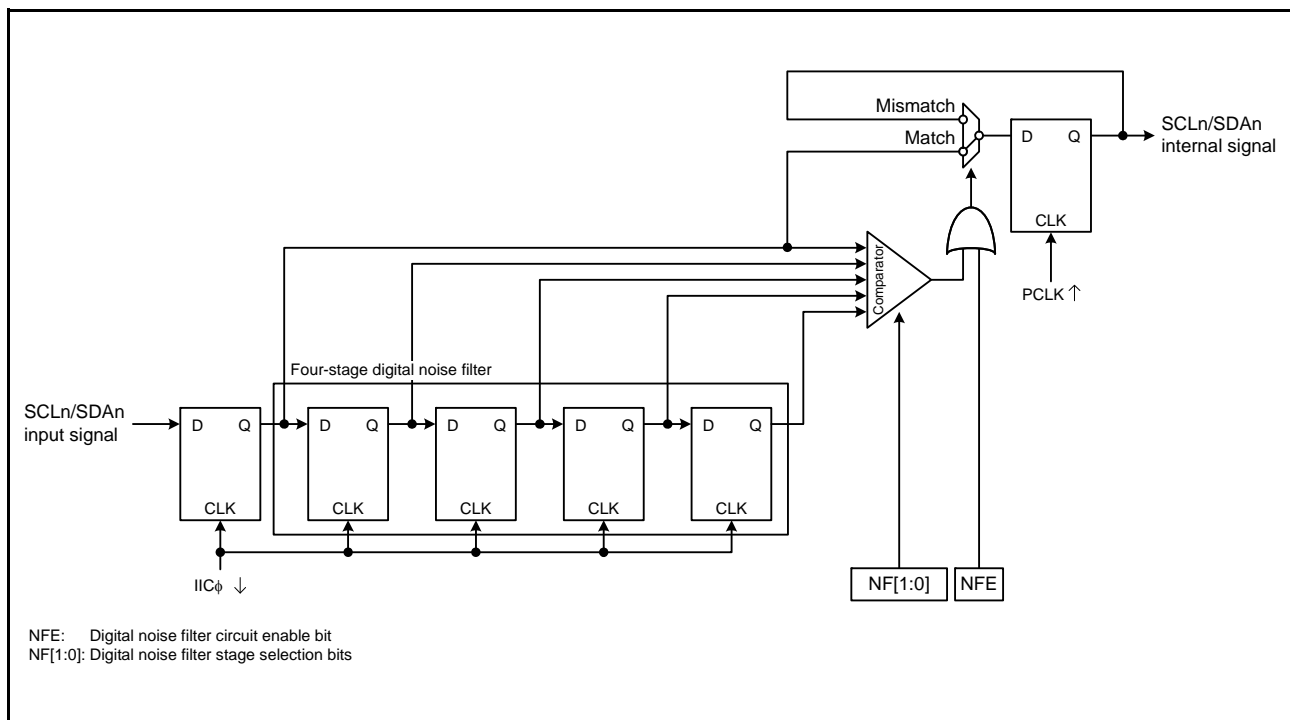 Mismatch
Match
D Q
CLK
SCLn/SDAn
internal signal
PCLK ↑
Comparator
Four-stage digital noise filter
SCLn/SDAn
input signal
D Q
CLK
D Q
CLK
D Q
CLK
D Q
CLK
D Q
CLK
IICϕ ↓
NF[1:0]
NFE
NFE: Digital noise filter circuit enable bit
NF[1:0]: Digital noise filter stage selection bits